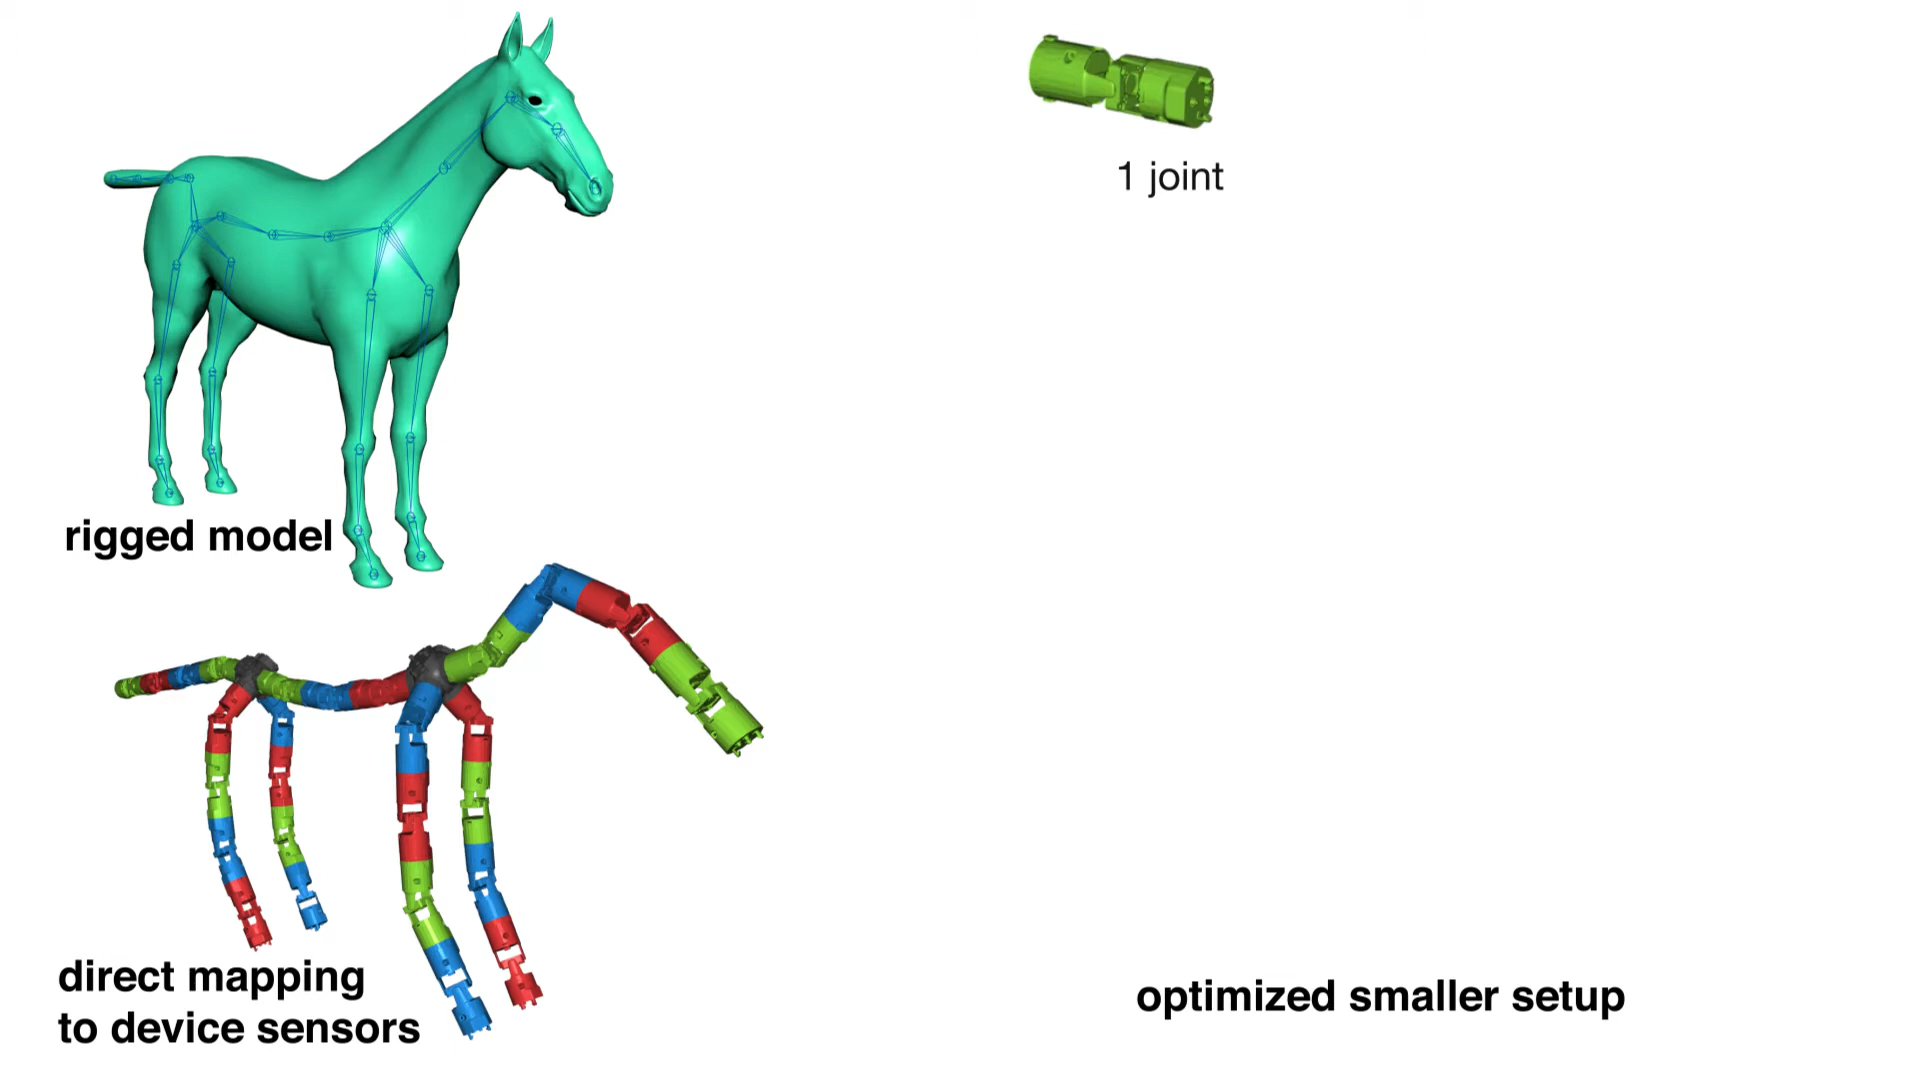 1 joint
rigged model
direct mapping
to device sensors
optimized smaller setup